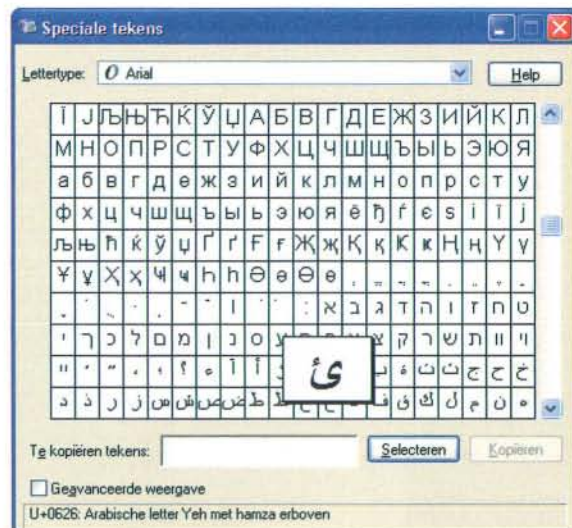 Speciale tekens
Lettertype: O Arial Help
Ї Ј Љ Њ Ћ Ќ Ў Џ А Б В Г Д Е Ж З И Й К Л
М Н О П Р С Т У Ф Х Ц Ч Ш Щ Ъ Ы Ь Э Ю Я
а б в г д е ж з и й к л м н о п р с т у
ф х ц ч ш щ ъ ы ь э ю я ё ђ ѓ є ѕ і ї ј
љ њ ћ ќ ў џ Ґ ґ Ғ ғ Җ җ Қ қ Ҝ ҝ Ң ң Ү ү
Ұ ұ Ҳ ҳ Ҹ ҹ Һ һ Ә ә Ө ө
א ב ג ד ה ו ז ח ט
י ך כ ל ם מ ן נ ס צ ק ר ש ת װ ױ
، ؛ ؟ ء آ أ ب ة ت ث ج ح خ
ئ
د ذ ر ز س ش ص ض ط ظ ف ق ك ل م ن ه
Te kopiëren tekens: Selecteren Kopiëren
Geavanceerde weergave
U+0626: Arabische letter Yeh met hamza erboven